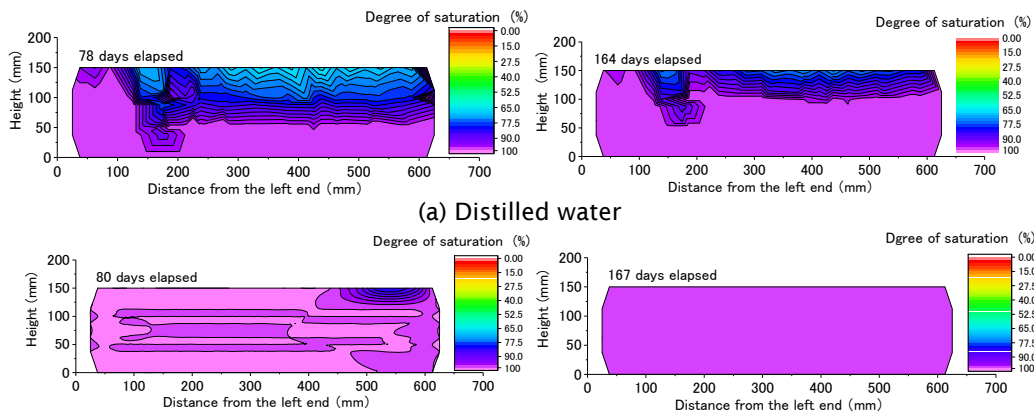 Degree of saturation (%)
78 days elapsed
Height (mm)
200
150
100
50
0
0 100 200 300 400 500 600 700
Distance from the left end (mm)
0.00
15.0
27.5
40.0
52.5
65.0
77.5
90.0
100
Degree of saturation (%)
164 days elapsed
Height (mm)
200
150
100
50
0
0 100 200 300 400 500 600 700
Distance from the left end (mm)
0.00
15.0
27.5
40.0
52.5
65.0
77.5
90.0
100
(a) Distilled water
Degree of saturation (%)
80 days elapsed
Height (mm)
200
150
100
50
0
0 100 200 300 400 500 600 700
Distance from the left end (mm)
0.00
15.0
27.5
40.0
52.5
65.0
77.5
90.0
100
Dgree of saturation (%)
167 days elapsed
Height (mm)
200
150
100
50
0
0 100 200 300 400 500 600 700
Distance from the left end (mm)
0.00
15.0
27.5
40.0
52.5
65.0
77.5
90.0
100